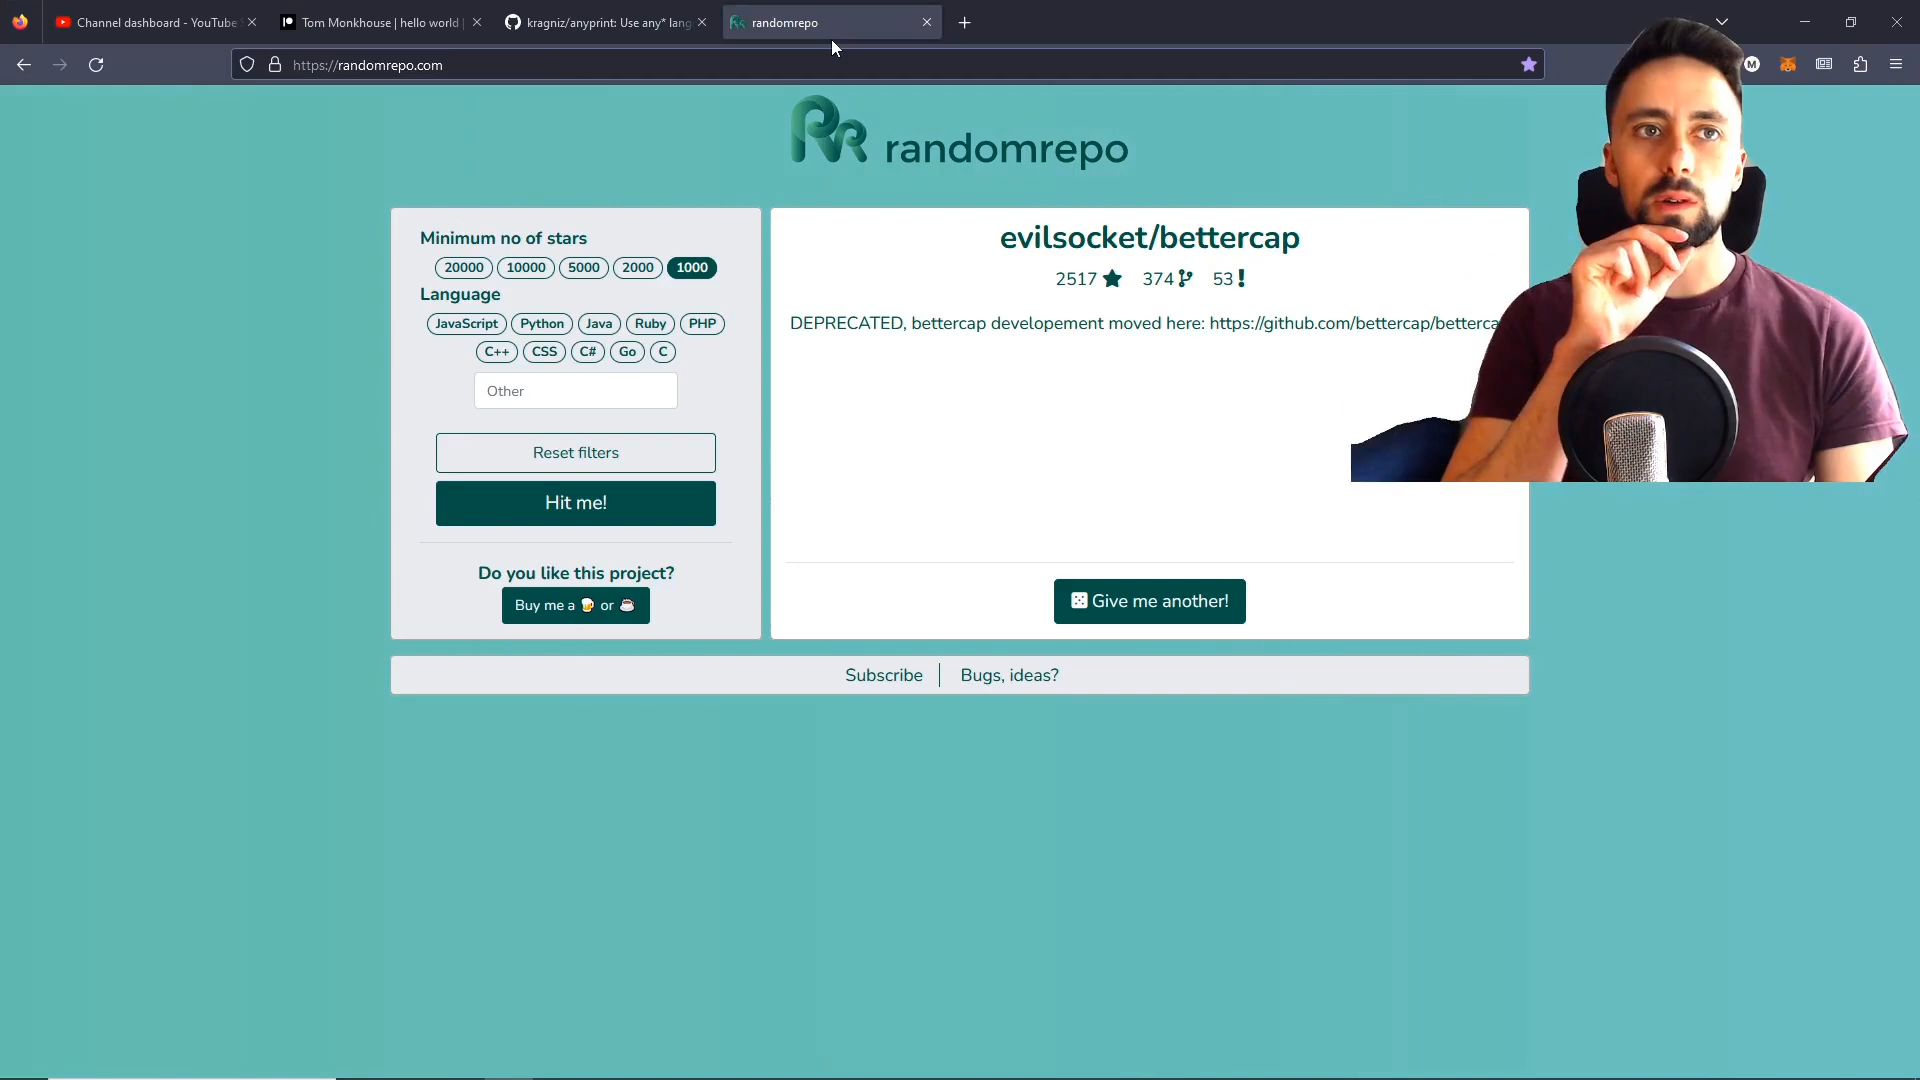 Channel dashboard - YouTube
Tom Monkhouse | hello world |
kragniz/anyprint: Use any* lang
randomrepo
https://randomrepo.com
M
randomrepo
Minimum no of stars
20000 10000 5000 2000 1000
Language
JavaScript Python Java Ruby PHP
C++ CSS C# Go C
Other
Reset filters
Hit me!
Do you like this project?
Buy me a 🍺 or ☕
evilsocket/bettercap
2517 374 53
DEPRECATED, bettercap developement moved here: https://github.com/bettercap/betterca
Give me another!
Subscribe Bugs, ideas?